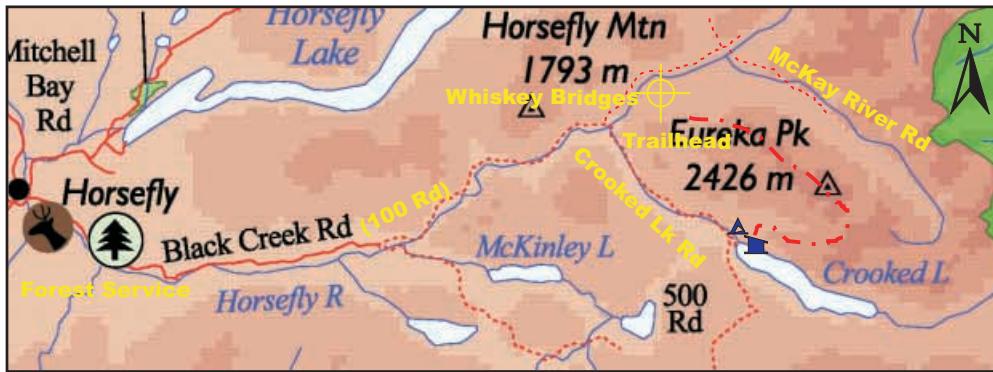 Horsefly
Lake
Mitchell
Bay
Rd
Horsefly Mtn
1793 m
N
McKay River Rd
Whiskey Bridges
Trailhead
Eureka Pk
2426 m
Horsefly
Black Creek Rd (100 Rd)
Crooked Lk Rd
McKinley L
Crooked L
Forest Service
Horsefly R
500
Rd